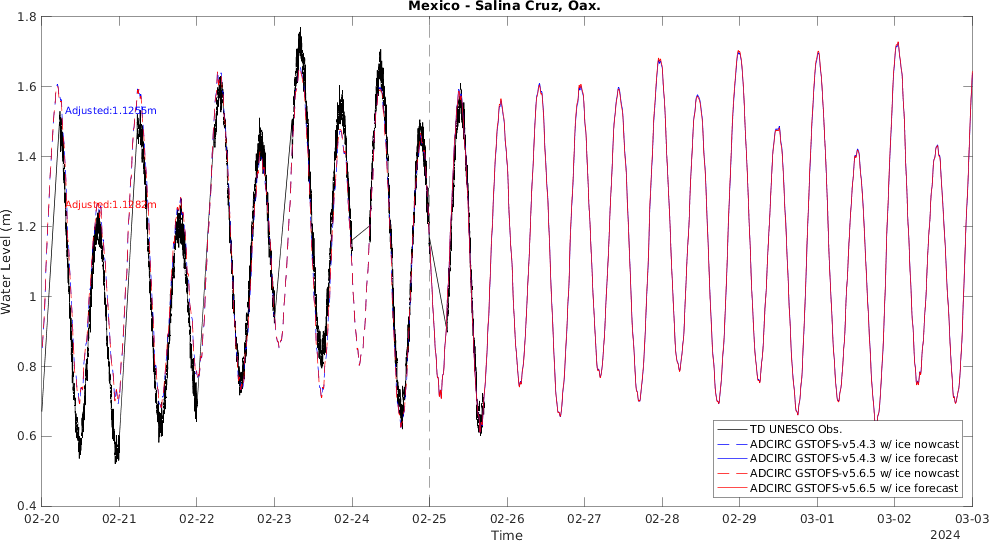 Mexico - Salina Cruz, Oax.
Water Level (m)
1.8
1.6
1.4
1.2
1
0.8
0.6
0.4
Adjusted:1.1255m
Adjusted:1.1282m
TD UNESCO Obs.
ADCIRC GSTOFS-v5.4.3 w/ ice nowcast
ADCIRC GSTOFS-v5.4.3 w/ ice forecast
ADCIRC GSTOFS-v5.6.5 w/ ice nowcast
ADCIRC GSTOFS-v5.6.5 w/ ice forecast
02-20 02-21 02-22 02-23 02-24 02-25 02-26 02-27 02-28 02-29 03-01 03-02 03-03
Time
2024